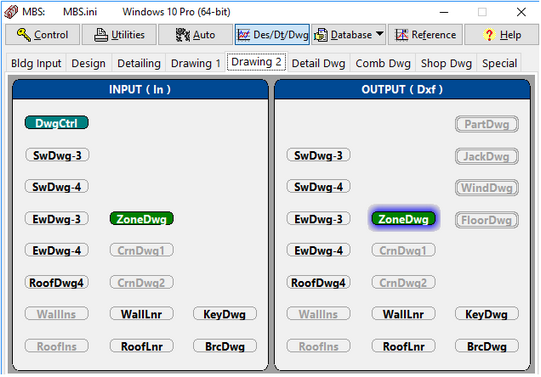 MBS: MBS.ini Windows 10 Pro (64-bit)
Control Utilities Auto Des/Dt/Dwg Database Reference ? Help
Bldg Input Design Detailing Drawing 1 Drawing 2 Detail Dwg Comb Dwg Shop Dwg Special
INPUT ( In ) OUTPUT ( Dxf )
DwgCtrl PartDwg
SwDwg-3 SwDwg-3 JackDwg
SwDwg-4 SwDwg-4 WindDwg
EwDwg-3 ZoneDwg EwDwg-3 ZoneDwg FloorDwg
EwDwg-4 CrnDwg1 EwDwg-4 CrnDwg1
RoofDwg4 CrnDwg2 RoofDwg4 CrnDwg2
WallIns WallLnr KeyDwg WallIns WallLnr KeyDwg
RoofIns RoofLnr BrcDwg RoofIns RoofLnr BrcDwg